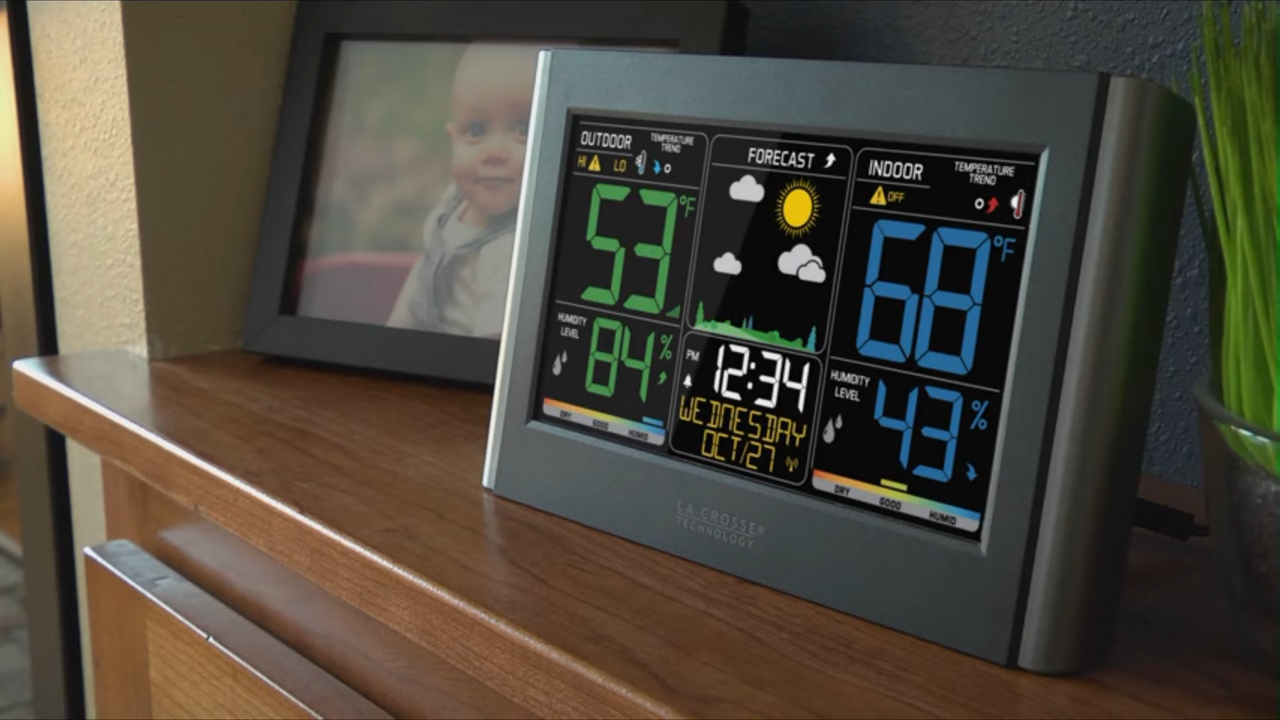 OUTDOOR
TEMPERATURE
TREND
HI LO
53°F
HUMIDITY
LEVEL
84%
DRY GOOD HUMID
FORECAST
PM
12:34
WEDNESDAY
OCT/27
INDOOR
TEMPERATURE
TREND
OFF
68°F
HUMIDITY
LEVEL
43%
DRY GOOD HUMID
LA CROSSE®
TECHNOLOGY